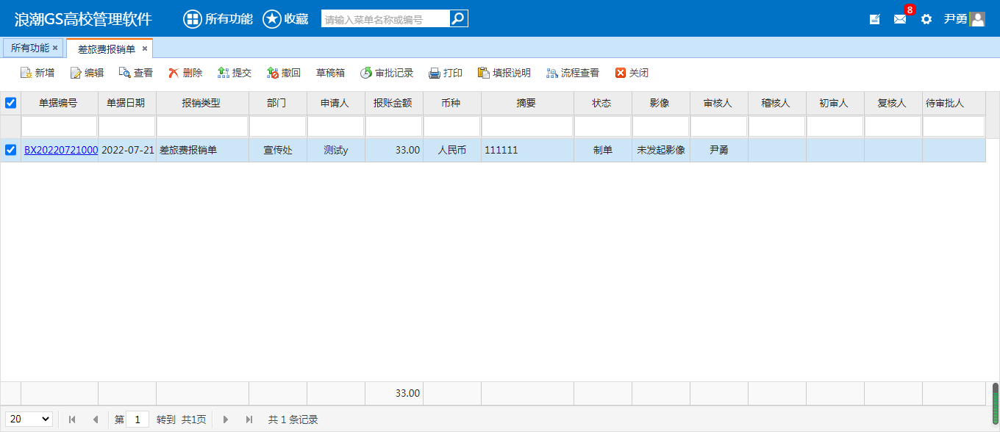 浪潮GS高校管理软件 所有功能 收藏 请输入菜单名称或编号 8 尹勇
所有功能 × 差旅费报销单 ×
新增 编辑 查看 删除 提交 撤回 草稿箱 审批记录 打印 填报说明 流程查看 关闭
单据编号 单据日期 报销类型 部门 申请人 报账金额 币种 摘要 状态 影像 审核人 稽核人 初审人 复核人 待审批人
BX20220721000 2022-07-21 差旅费报销单 宣传处 测试y 33.00 人民币 111111 制单 未发起影像 尹勇
33.00
20 第 1 转到 共1页 共 1 条记录